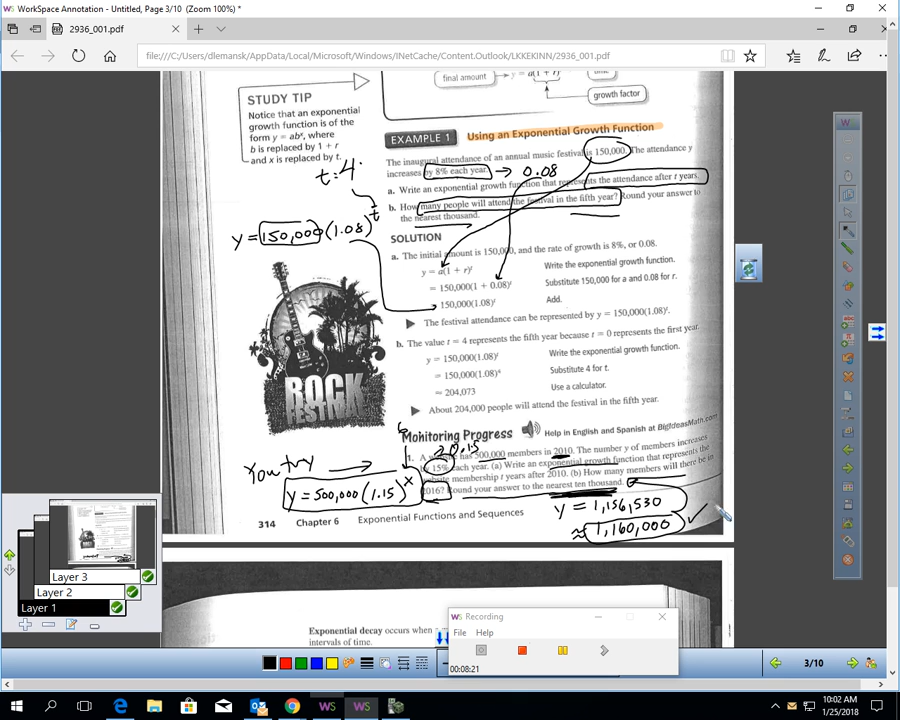 WorkSpace Annotation - Untitled, Page 3/10 (Zoom 100%) *
2936_001.pdf
file:///C:/Users/dlemansk/AppData/Local/Microsoft/Windows/INetCache/Content.Outlook/LKKEKINN/2936_001.pdf
final amount
y = a(1 + r)
time
growth factor
STUDY TIP
Notice that an exponential
growth function is of the
form y = abˣ, where
b is replaced by 1 + r
and x is replaced by t.
t=4
t
y = 150,000(1.08)
EXAMPLE 1 Using an Exponential Growth Function
The inaugural attendance of an annual music festival is 150,000. The attendance y
increases by 8% each year. → 0.08
a. Write an exponential growth function that represents the attendance after t years.
b. How many people will attend the festival in the fifth year? Round your answer to
the nearest thousand.
SOLUTION
a. The initial amount is 150,000, and the rate of growth is 8%, or 0.08.
y = a(1 + r)ᵗ Write the exponential growth function.
= 150,000(1 + 0.08)ᵗ Substitute 150,000 for a and 0.08 for r.
= 150,000(1.08)ᵗ Add.
The festival attendance can be represented by y = 150,000(1.08)ᵗ.
b. The value t = 4 represents the fifth year because t = 0 represents the first year.
y = 150,000(1.08)ᵗ Write the exponential growth function.
= 150,000(1.08)⁴ Substitute 4 for t.
≈ 204,073 Use a calculator.
About 204,000 people will attend the festival in the fifth year.
ROCK
FESTIVAL
Monitoring Progress Help in English and Spanish at BigIdeasMath.com
6
0.15
1. A website has 500,000 members in 2010. The number y of members increases
by 15% each year. (a) Write an exponential growth function that represents the
website membership t years after 2010. (b) How many members will there be in
2016? Round your answer to the nearest ten thousand.
You try →
y = 500,000(1.15)ˣ
y = 1,156,530
≈ 1,160,000 ✓
314 Chapter 6 Exponential Functions and Sequences
Exponential decay occurs when
intervals of time.
Layer 3
Layer 2
Layer 1
WS Recording
File Help
00:08:21
3/10
10:02 AM
1/25/2018